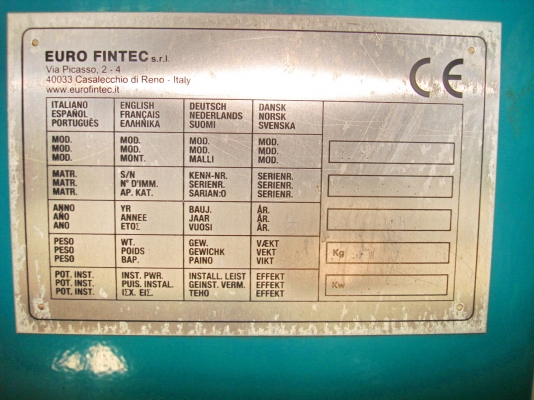 EURO FINTEC s.r.l.
Via Picasso, 2 - 4
40033 Casalecchio di Reno - Italy
www.eurofintec.it
CE
ITALIANO ENGLISH DEUTSCH DANSK
ESPAÑOL FRANÇAIS NEDERLANDS NORSK
PORTUGUÊS ΕΛΛΗΝΙΚΑ SUOMI SVENSKA
MOD. MOD. MOD. MOD.
MOD. MOD. MOD. MOD.
MOD. MONT. MALLI MOD.
MATR. S/N KENN-NR. SERIENR.
MATR. N° D'IMM. SERIENR. SERIENR.
MATR. AP. KAT. SARIAN:O SERIENR.
ANNO YR BAUJ. ÅR.
AÑO ANNEE JAAR ÅR.
ANO ΕΤΟΣ VUOSI ÅR.
PESO WT. GEW. VÆKT
PESO POIDS GEWICHK VEKT
PESO BAP. PAINO VIKT
Kg
POT. INST. INST. PWR. INSTALL. LEIST EFFEKT
POT. INST. PUIS. INSTAL. GEINST. VERM. EFFEKT
POT. INST. ΙΣΧ. ΕΙΣ. TEHO EFFEKT
Kw